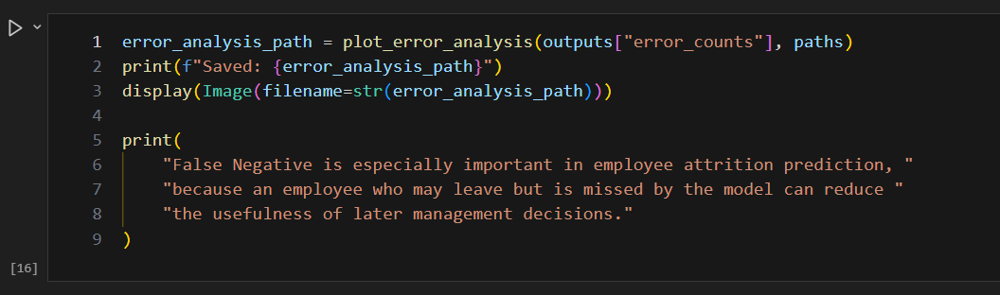 1 error_analysis_path = plot_error_analysis(outputs["error_counts"], paths)
2 print(f"Saved: {error_analysis_path}")
3 display(Image(filename=str(error_analysis_path)))
4
5 print(
6     "False Negative is especially important in employee attrition prediction, "
7     "because an employee who may leave but is missed by the model can reduce "
8     "the usefulness of later management decisions."
9 )
[16]